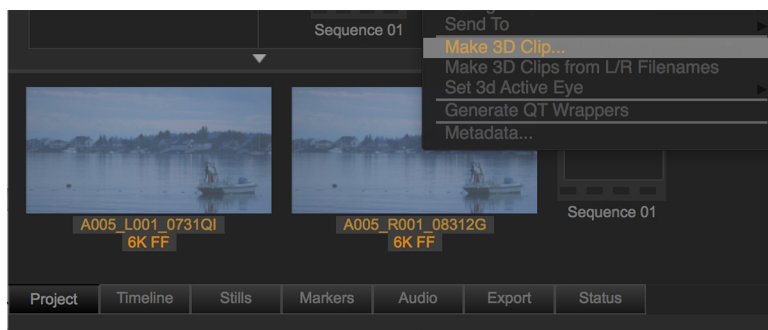 Sequence 01
Send To
Make 3D Clip...
Make 3D Clips from L/R Filenames
Set 3d Active Eye
Generate QT Wrappers
Metadata...
A005_L001_0731QI
6K FF
A005_R001_08312G
6K FF
Sequence 01
Project
Timeline
Stills
Markers
Audio
Export
Status